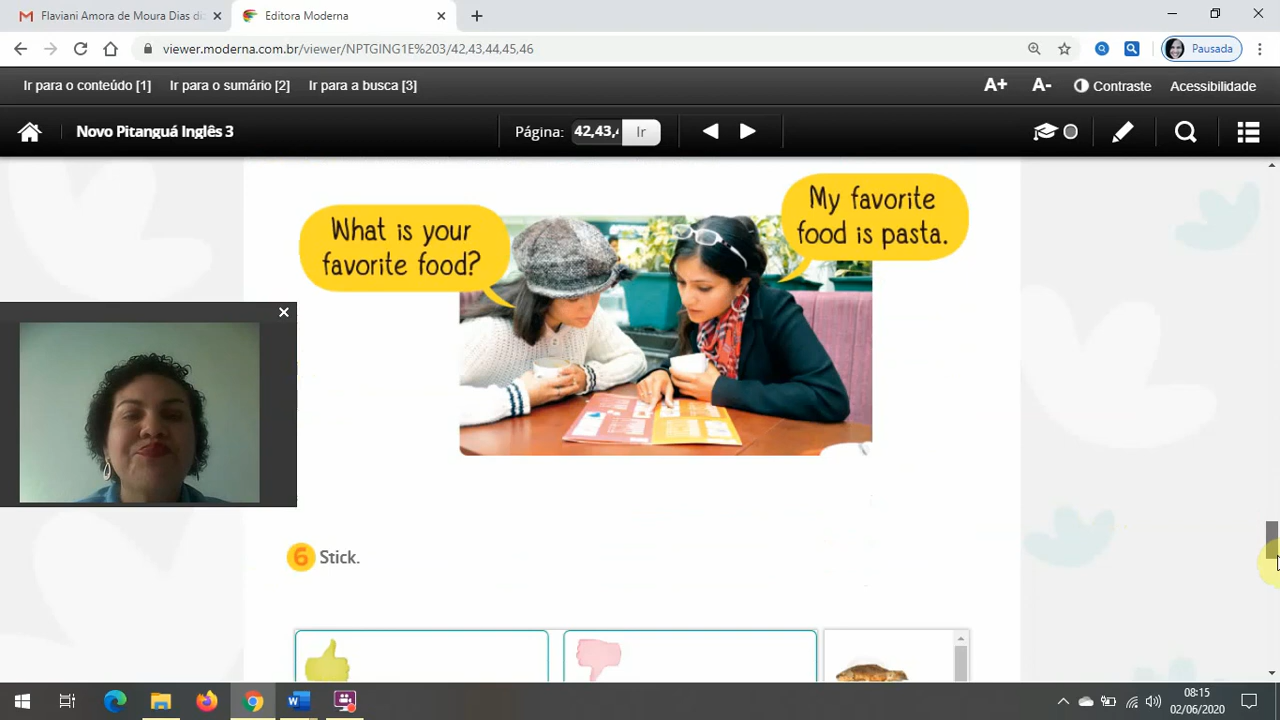 Flaviani Amora de Moura Dias di
Editora Moderna
viewer.moderna.com.br/viewer/NPTGING1E%203/42,43,44,45,46
Pausada
Ir para o conteúdo [1]
Ir para o sumário [2]
Ir para a busca [3]
A+
A-
Contraste
Acessibilidade
Novo Pitanguá Inglês 3
Página:
42,43,4
Ir
What is your
favorite food?
My favorite
food is pasta.
6 Stick.
08:15
02/06/2020